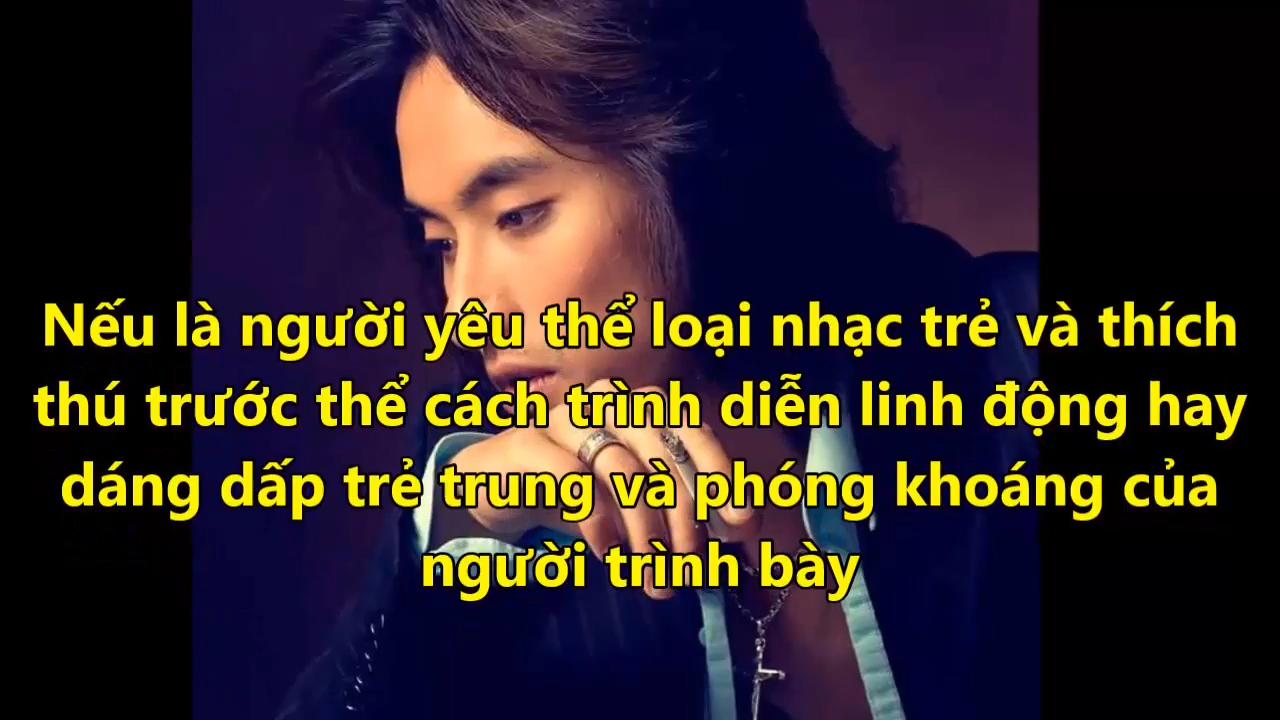 Nếu là người yêu thể loại nhạc trẻ và thích
thú trước thể cách trình diễn linh động hay
dáng dấp trẻ trung và phóng khoáng của
người trình bày